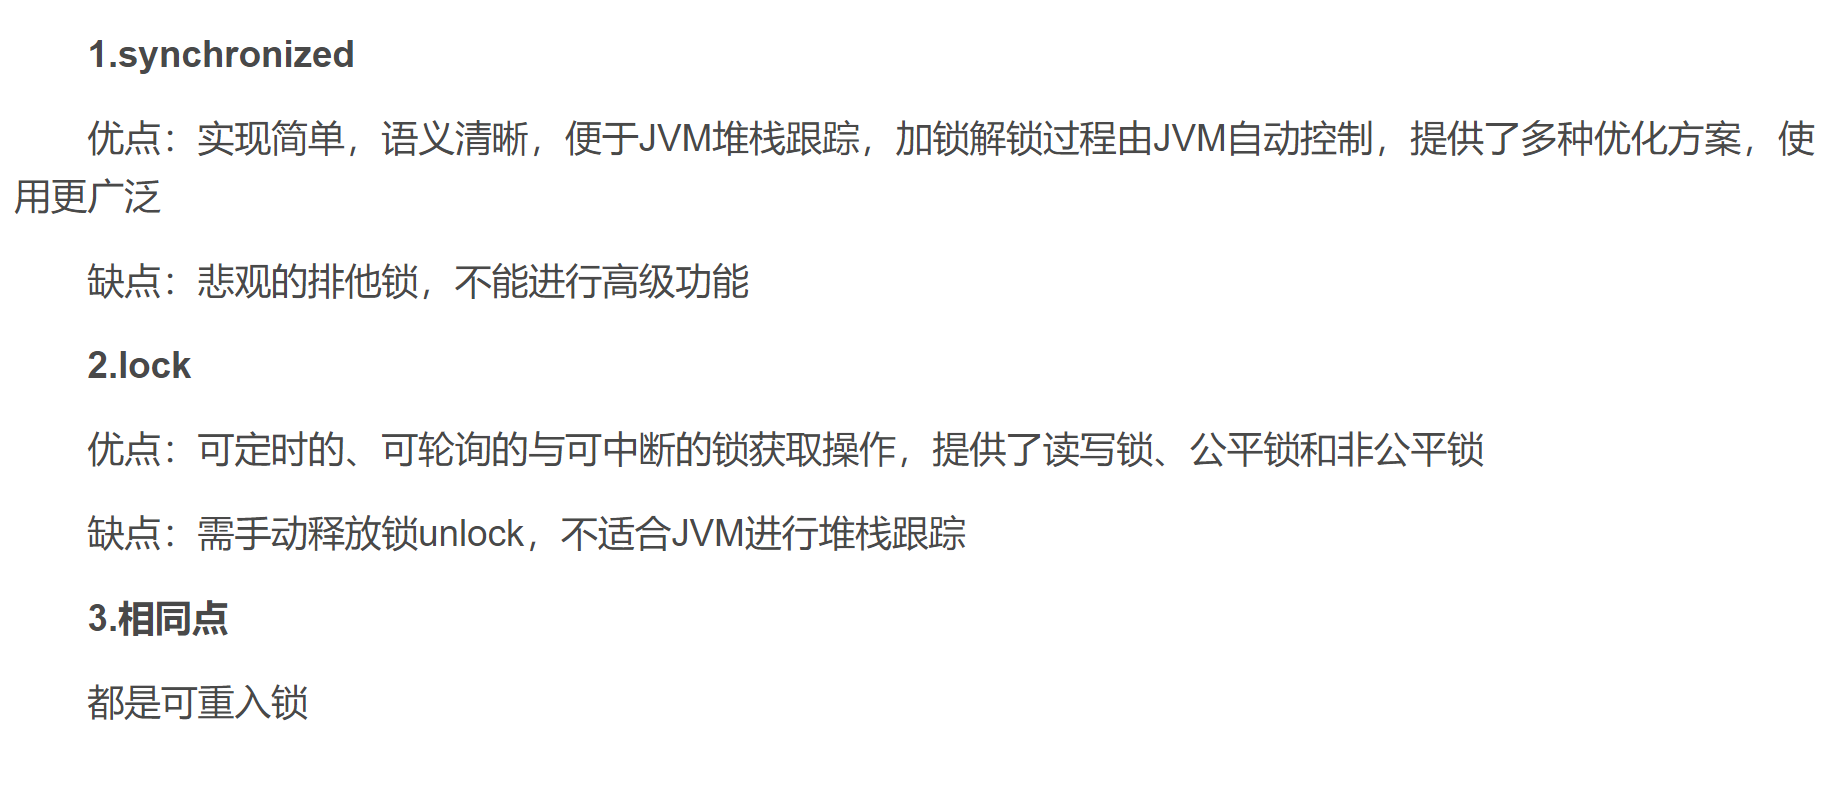 1.synchronized
优点：实现简单，语义清晰，便于JVM堆栈跟踪，加锁解锁过程由JVM自动控制，提供了多种优化方案，使
用更广泛
缺点：悲观的排他锁，不能进行高级功能
2.lock
优点：可定时的、可轮询的与可中断的锁获取操作，提供了读写锁、公平锁和非公平锁
缺点：需手动释放锁unlock，不适合JVM进行堆栈跟踪
3.相同点
都是可重入锁